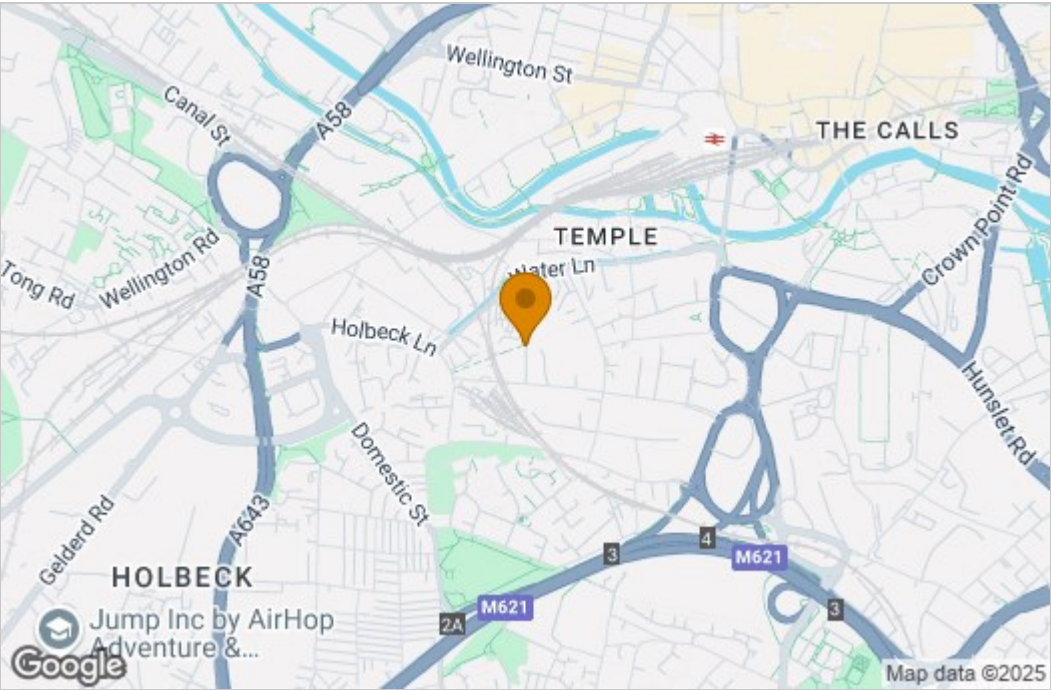 Wellington St
Canal St
A58
THE CALLS
Crown Point Rd
TEMPLE
Wellington Rd
Tong Rd
A58
Water Ln
Holbeck Ln
Hunslet Rd
Domestic St
Gelderd Rd
A643
3
4
M621
HOLBECK
M621
2A
3
Jump Inc by AirHop
Adventure &...
Google
Map data ©2025